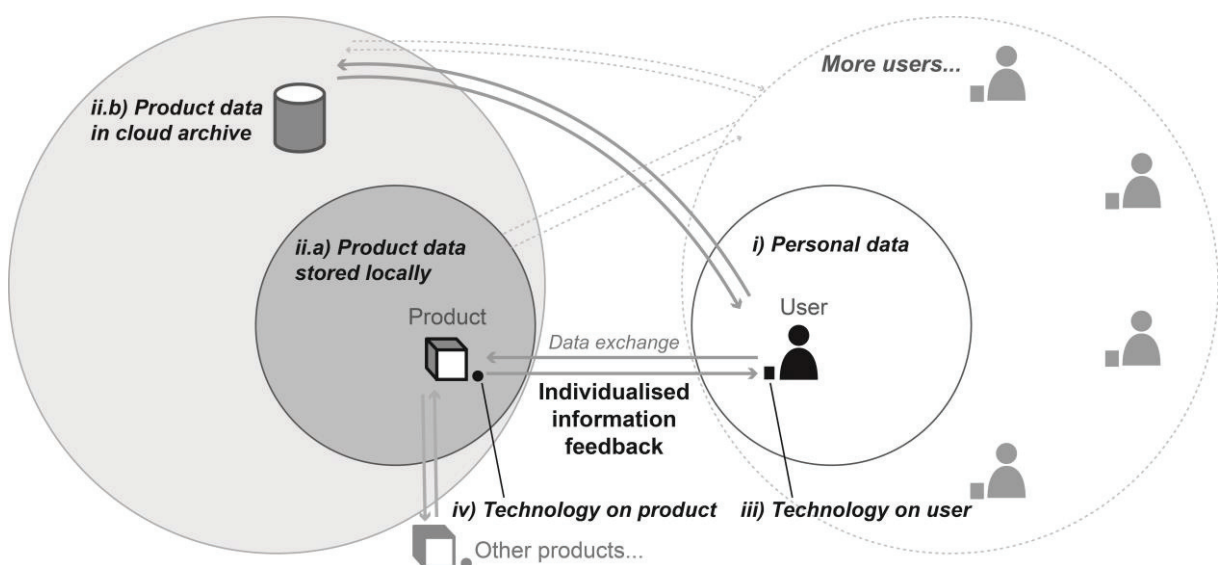 More users...
ii.b) Product data
in cloud archive
ii.a) Product data
stored locally
i) Personal data
Product
User
Data exchange
Individualised
information
feedback
iv) Technology on product
iii) Technology on user
Other products...